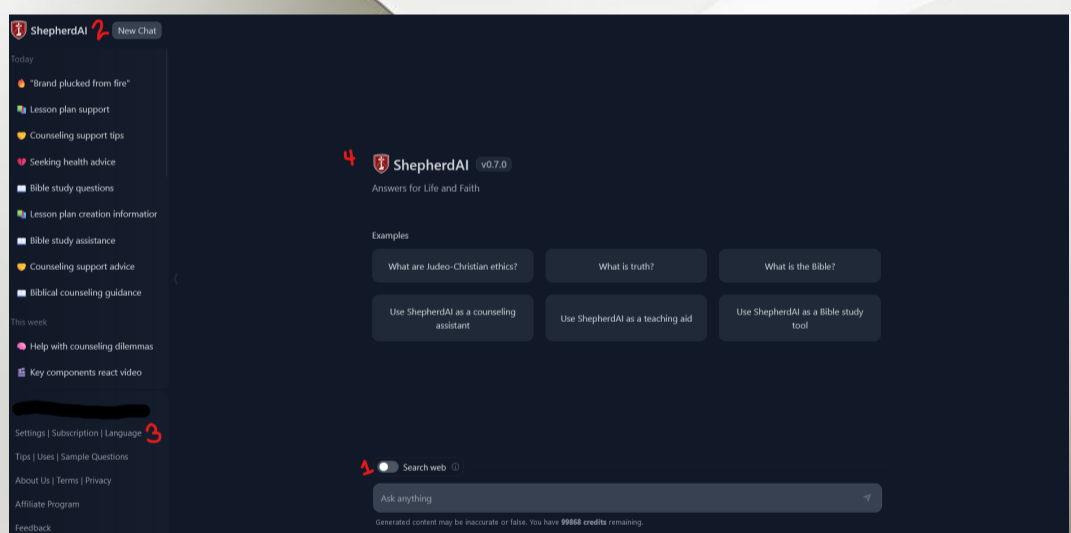 ShepherdAI 2 New Chat
Today
"Brand plucked from fire"
Lesson plan support
Counseling support tips
Seeking health advice
Bible study questions
Lesson plan creation information
Bible study assistance
Counseling support advice
Biblical counseling guidance
This week
Help with counseling dilemmas
Key components react video
Settings | Subscription | Language 3
Tips | Uses | Sample Questions
About Us | Terms | Privacy
Affiliate Program
Feedback
4 ShepherdAI v0.7.0
Answers for Life and Faith
Examples
What are Judeo-Christian ethics?
What is truth?
What is the Bible?
Use ShepherdAI as a counseling
assistant
Use ShepherdAI as a teaching aid
Use ShepherdAI as a Bible study
tool
1 Search web
Ask anything
Generated content may be inaccurate or false. You have 99868 credits remaining.